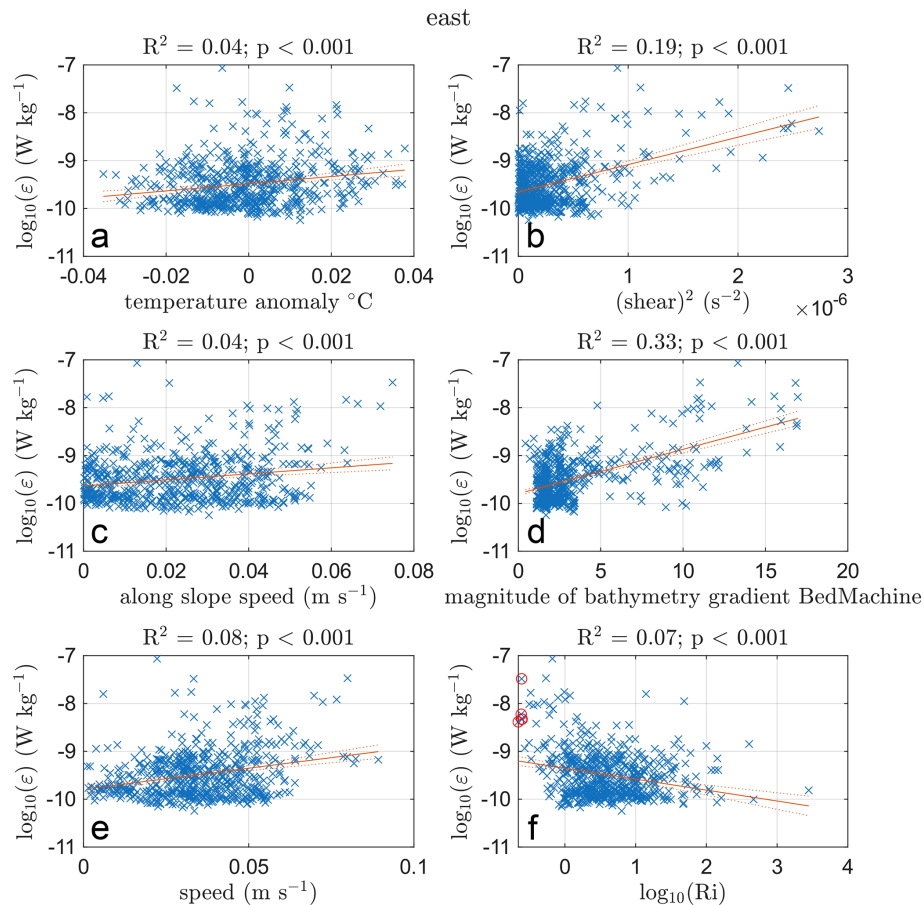 east
R² = 0.04; p < 0.001
-7
-8
-9
-10
-11
log₁₀(ε) (W kg⁻¹)
a
-0.04 -0.02 0 0.02 0.04
temperature anomaly °C
R² = 0.19; p < 0.001
-7
-8
-9
-10
-11
log₁₀(ε) (W kg⁻¹)
b
0 1 2 3
(shear)² (s⁻²)
×10⁻⁶
R² = 0.04; p < 0.001
-7
-8
-9
-10
-11
log₁₀(ε) (W kg⁻¹)
c
0 0.02 0.04 0.06 0.08
along slope speed (m s⁻¹)
R² = 0.33; p < 0.001
-7
-8
-9
-10
-11
log₁₀(ε) (W kg⁻¹)
d
0 5 10 15 20
magnitude of bathymetry gradient BedMachine
R² = 0.08; p < 0.001
-7
-8
-9
-10
-11
log₁₀(ε) (W kg⁻¹)
e
0 0.05 0.1
speed (m s⁻¹)
R² = 0.07; p < 0.001
-7
-8
-9
-10
-11
log₁₀(ε) (W kg⁻¹)
f
0 1 2 3 4
log₁₀(Ri)